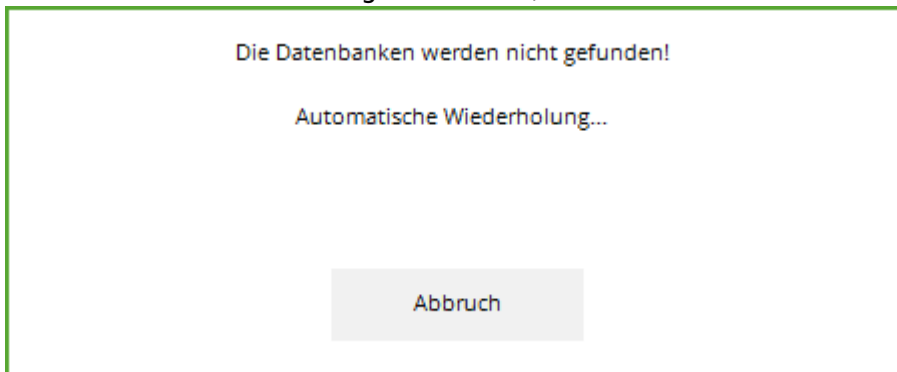 Die Datenbanken werden nicht gefunden!
Automatische Wiederholung...
Abbruch